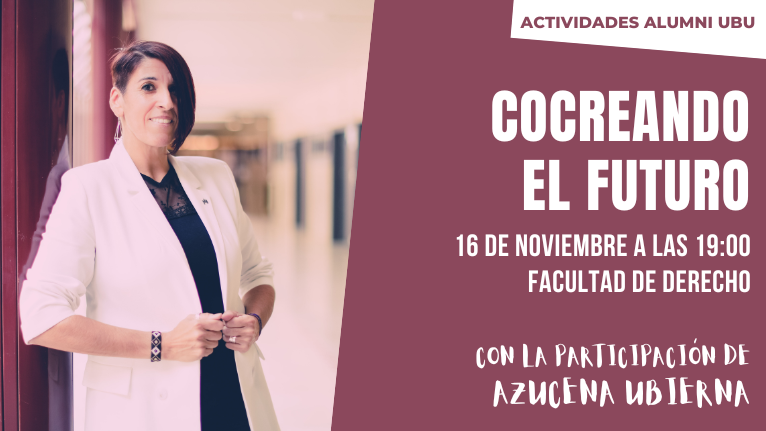 ACTIVIDADES ALUMNI UBU
COCREANDO
EL FUTURO
16 DE NOVIEMBRE A LAS 19:00
FACULTAD DE DERECHO
CON LA PARTICIPACIÓN DE
AZUCENA UBIERNA